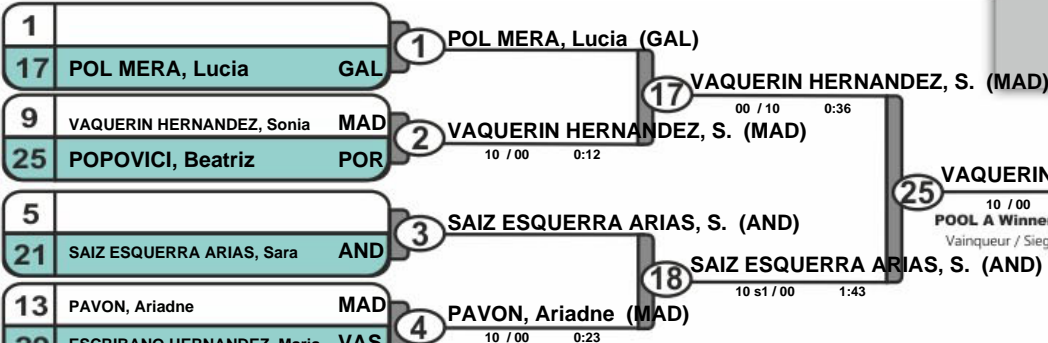 1
17 POL MERA, Lucia GAL
1
POL MERA, Lucia (GAL)
9 VAQUERIN HERNANDEZ, Sonia MAD
25 POPOVICI, Beatriz POR
2
VAQUERIN HERNANDEZ, S. (MAD)
10 / 00 0:12
17
VAQUERIN HERNANDEZ, S. (MAD)
00 / 10 0:36
5
21 SAIZ ESQUERRA ARIAS, Sara AND
3
SAIZ ESQUERRA ARIAS, S. (AND)
13 PAVON, Ariadne MAD
ESCRIBANO HERNANDEZ, Maria VAS
4
PAVON, Ariadne (MAD)
10 / 00 0:23
18
SAIZ ESQUERRA ARIAS, S. (AND)
10 s1 / 00 1:43
25
VAQUERIN
10 / 00
POOL A Winner
Vainqueur / Sieg